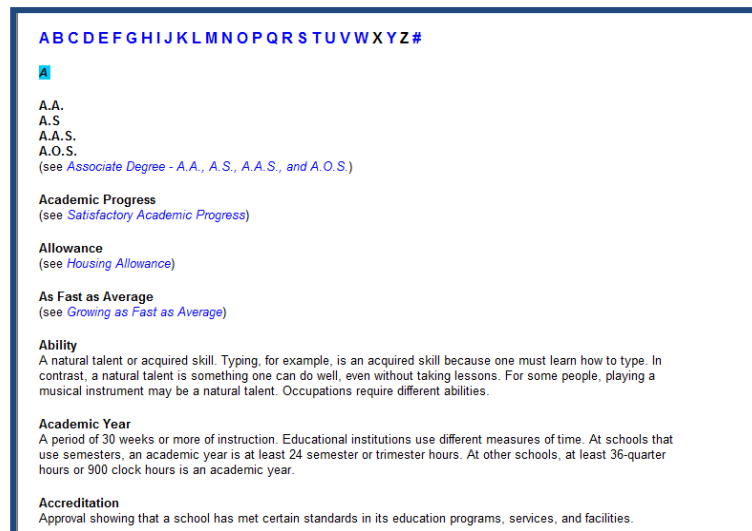 A B C D E F G H I J K L M N O P Q R S T U V W X Y Z #
A
A.A.
A.S
A.A.S.
A.O.S.
(see Associate Degree - A.A., A.S., A.A.S., and A.O.S.)
Academic Progress
(see Satisfactory Academic Progress)
Allowance
(see Housing Allowance)
As Fast as Average
(see Growing as Fast as Average)
Ability
A natural talent or acquired skill. Typing, for example, is an acquired skill because one must learn how to type. In
contrast, a natural talent is something one can do well, even without taking lessons. For some people, playing a
musical instrument may be a natural talent. Occupations require different abilities.
Academic Year
A period of 30 weeks or more of instruction. Educational institutions use different measures of time. At schools that
use semesters, an academic year is at least 24 semester or trimester hours. At other schools, at least 36-quarter
hours or 900 clock hours is an academic year.
Accreditation
Approval showing that a school has met certain standards in its education programs, services, and facilities.